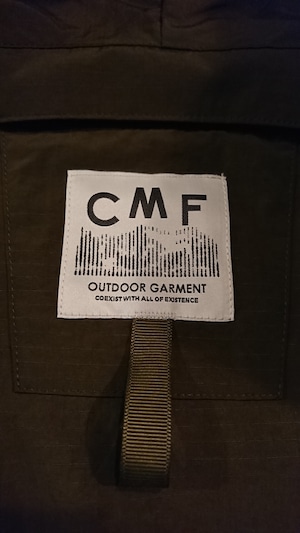 CMF
OUTDOOR GARMENT
COEXIST WITH ALL OF EXISTENCE